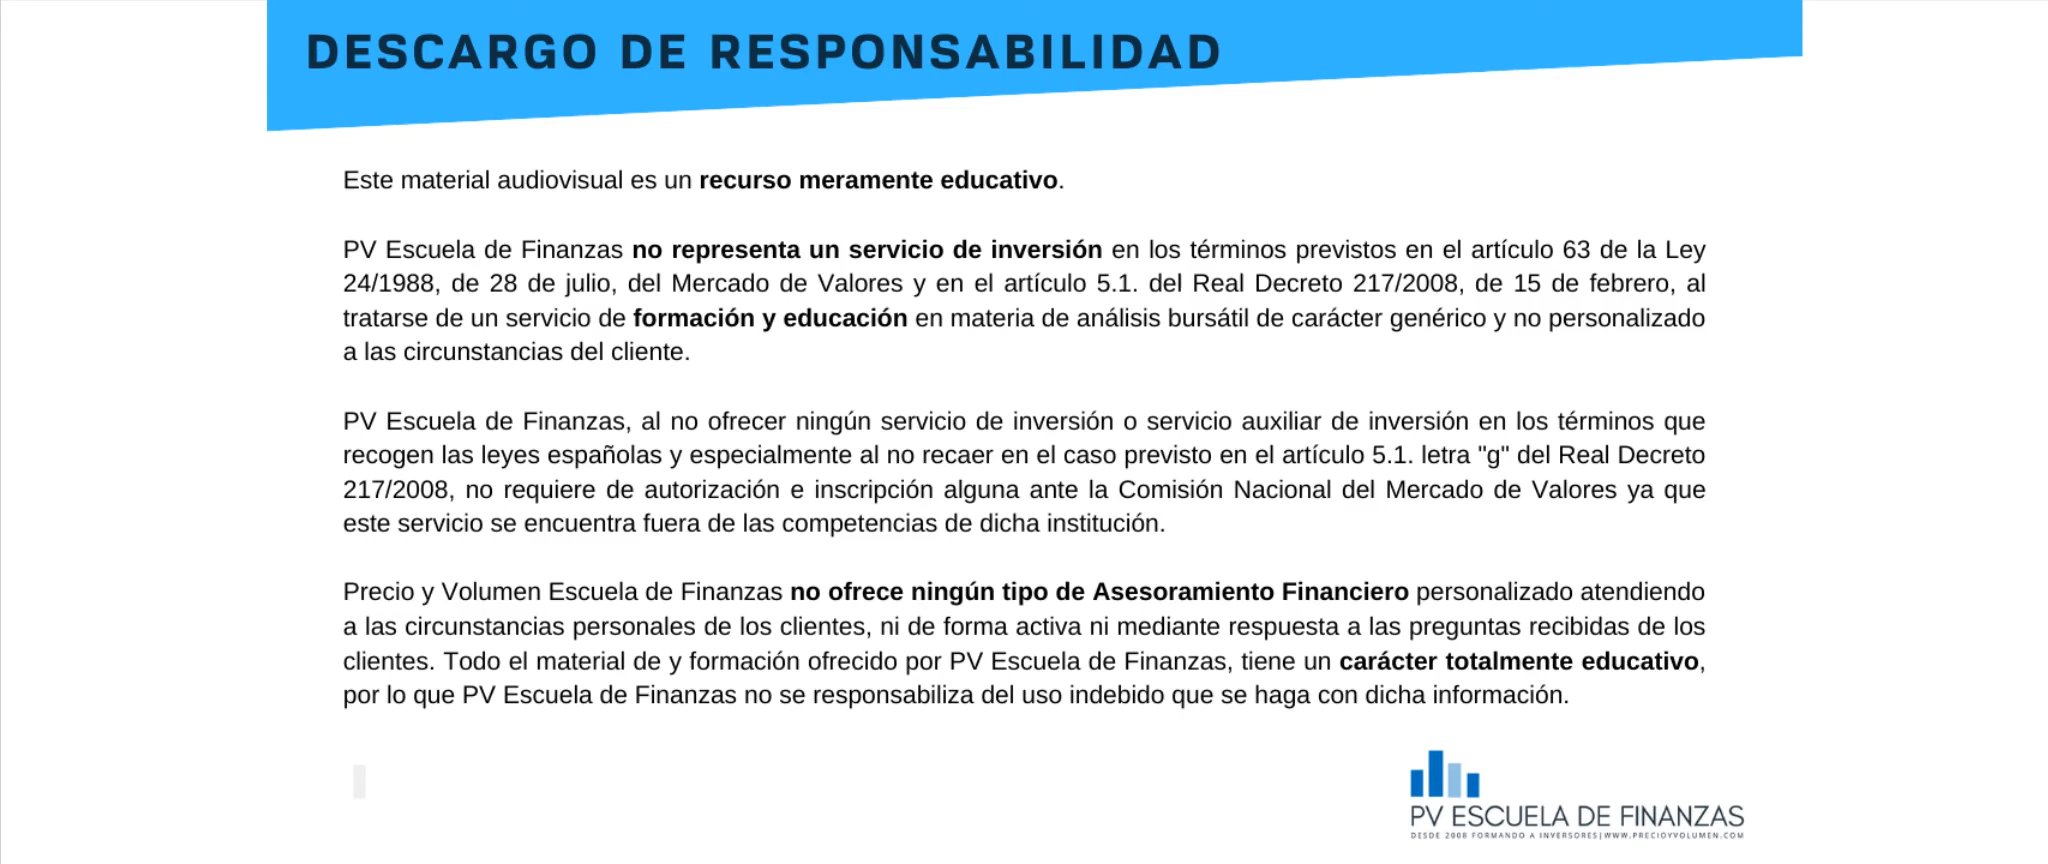 DESCARGO DE RESPONSABILIDAD
Este material audiovisual es un recurso meramente educativo.
PV Escuela de Finanzas no representa un servicio de inversión en los términos previstos en el artículo 63 de la Ley
24/1988, de 28 de julio, del Mercado de Valores y en el artículo 5.1. del Real Decreto 217/2008, de 15 de febrero, al
tratarse de un servicio de formación y educación en materia de análisis bursátil de carácter genérico y no personalizado
a las circunstancias del cliente.
PV Escuela de Finanzas, al no ofrecer ningún servicio de inversión o servicio auxiliar de inversión en los términos que
recogen las leyes españolas y especialmente al no recaer en el caso previsto en el artículo 5.1. letra "g" del Real Decreto
217/2008, no requiere de autorización e inscripción alguna ante la Comisión Nacional del Mercado de Valores ya que
este servicio se encuentra fuera de las competencias de dicha institución.
Precio y Volumen Escuela de Finanzas no ofrece ningún tipo de Asesoramiento Financiero personalizado atendiendo
a las circunstancias personales de los clientes, ni de forma activa ni mediante respuesta a las preguntas recibidas de los
clientes. Todo el material de y formación ofrecido por PV Escuela de Finanzas, tiene un carácter totalmente educativo,
por lo que PV Escuela de Finanzas no se responsabiliza del uso indebido que se haga con dicha información.
PV ESCUELA DE FINANZAS
DESDE 2008 FORMANDO A INVERSORES|WWW.PRECIOYVOLUMEN.COM